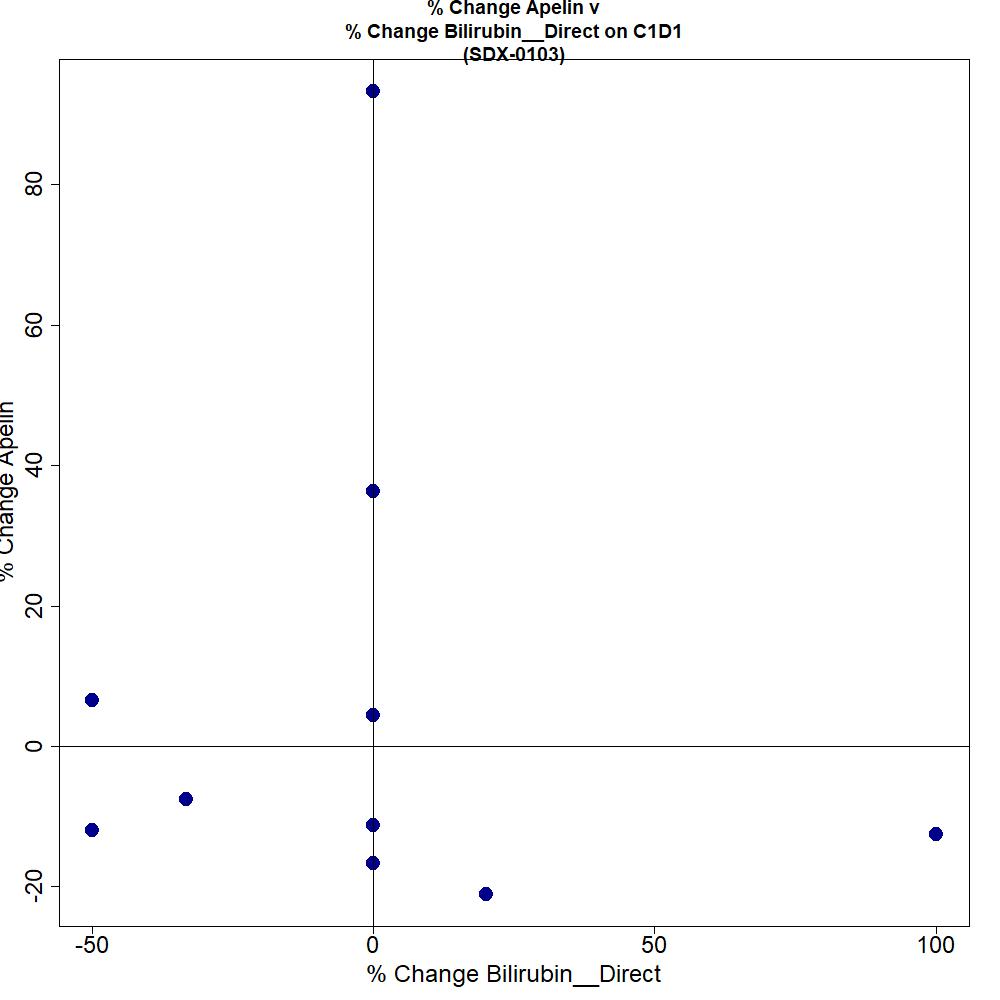 % Change Apelin v
% Change Bilirubin__Direct on C1D1
(SDX-0103)
% Change Apelin
80
60
40
20
0
-20
-50
0
50
100
% Change Bilirubin__Direct